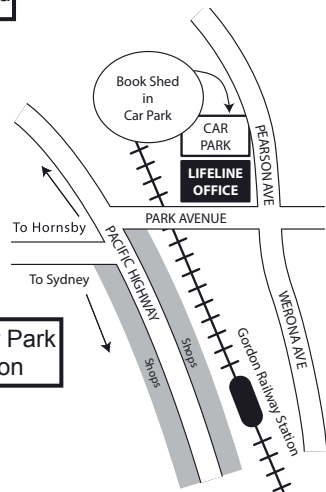 Book Shed
in
Car Park
CAR
PARK
LIFELINE
OFFICE
PEARSON AVE
PARK AVENUE
To Hornsby
PACIFIC HIGHWAY
To Sydney
WERONA AVE
Park
on
Shops
Shops
Gordon Railway Station